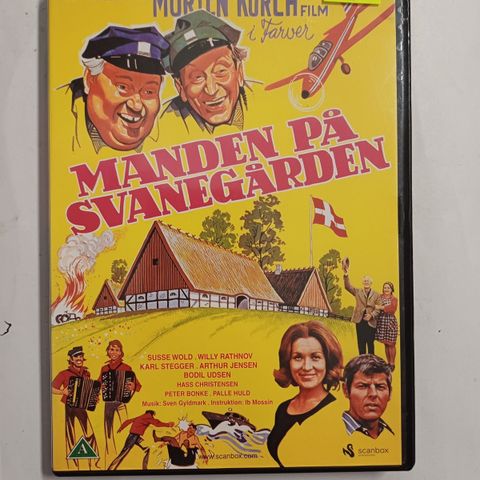 MORTEN KORCH FILM
i Farver
MANDEN PÅ
SVANEGÅRDEN
SUSSE WOLD . WILLY RATHNOV
KARL STEGGER . ARTHUR JENSEN
BODIL UDSEN
HASS CHRISTENSEN
PETER BONKE . PALLE HULD
Musik: Sven Gyldmark . Instruktion: Ib Mossin
A
www.scanbox.com
scanbox